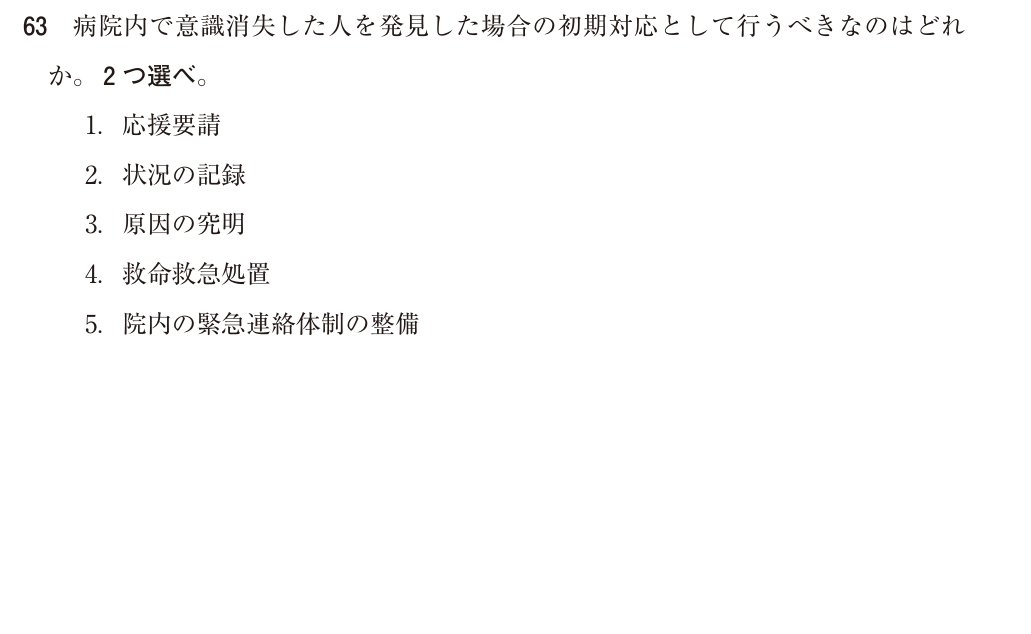 63 病院内で意識消失した人を発見した場合の初期対応として行うべきなのはどれ
か。2つ選べ。
1. 応援要請
2. 状況の記録
3. 原因の究明
4. 救命救急処置
5. 院内の緊急連絡体制の整備